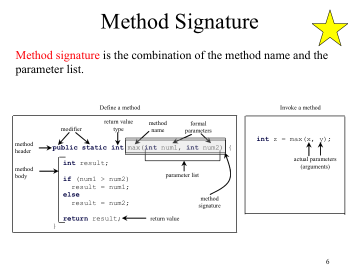 Method Signature
Method signature is the combination of the method name and the
parameter list.
Define a method
Invoke a method
modifier
return value
type
method
name
formal
parameters
method
header
public static int max(int num1, int num2) {
method
body
int result;
if (num1 > num2)
result = num1;
else
result = num2;
return result;
}
parameter list
method
signature
return value
int z = max(x, y);
actual parameters
(arguments)
6